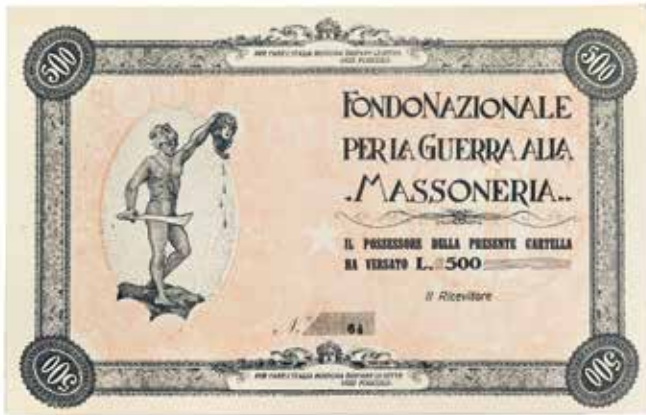 500
500
FONDO NAZIONALE
PER LA GUERRA ALLA
.MASSONERIA..
IL POSSESSORE DELLA PRESENTE CARTELLA
HA VERSATO L. 500
Il Ricevitore
N. 64
500
500